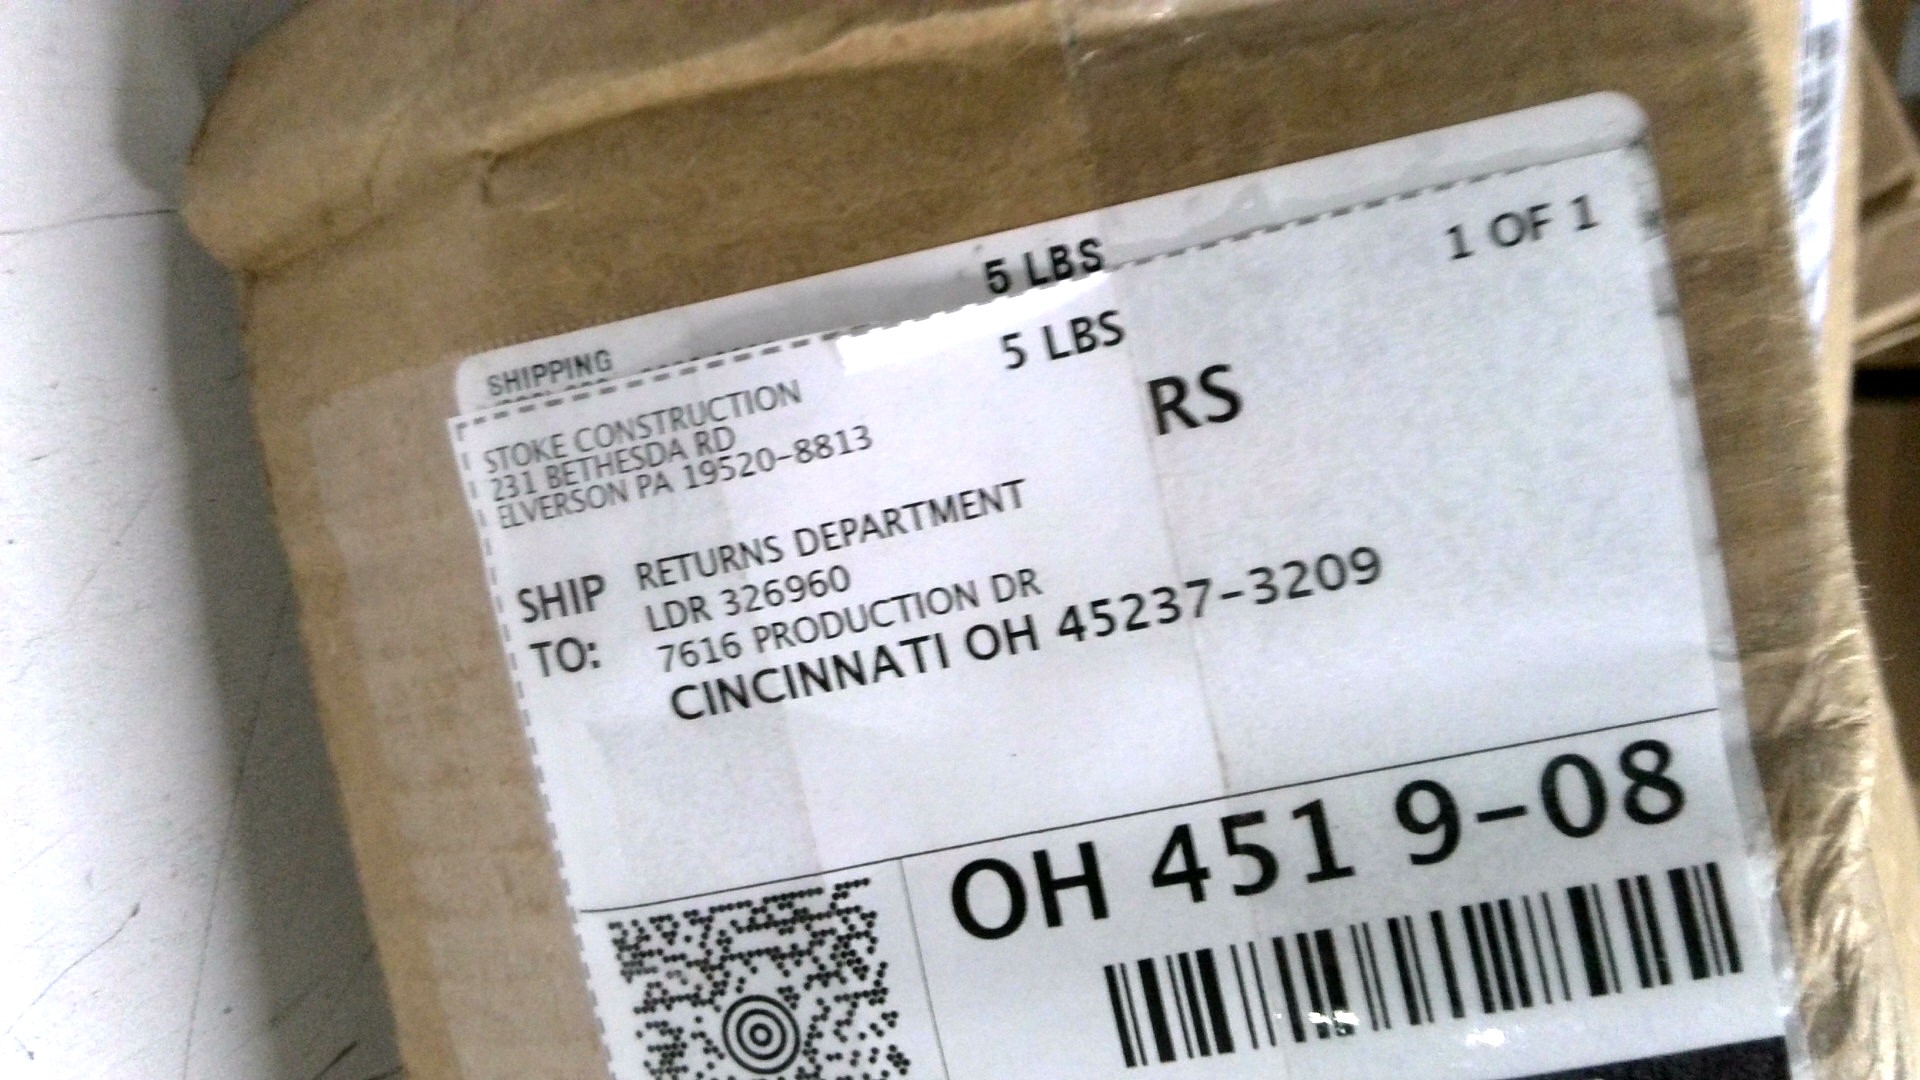 5 LBS
SHIPPING
5 LBS
1 OF 1
RS
STOKE CONSTRUCTION
231 BETHESDA RD
ELVERSON PA 19520-8813
SHIP
TO:
RETURNS DEPARTMENT
LDR 326960
7616 PRODUCTION DR
CINCINNATI OH 45237-3209
OH 451 9-08